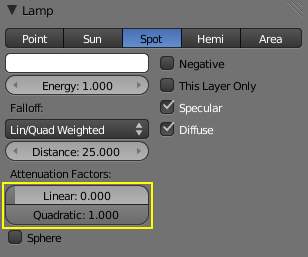 Lamp
Point Sun Spot Hemi Area
Negative
Energy: 1.000
This Layer Only
Falloff:
Specular
Lin/Quad Weighted
Diffuse
Distance: 25.000
Attenuation Factors:
Linear: 0.000
Quadratic: 1.000
Sphere